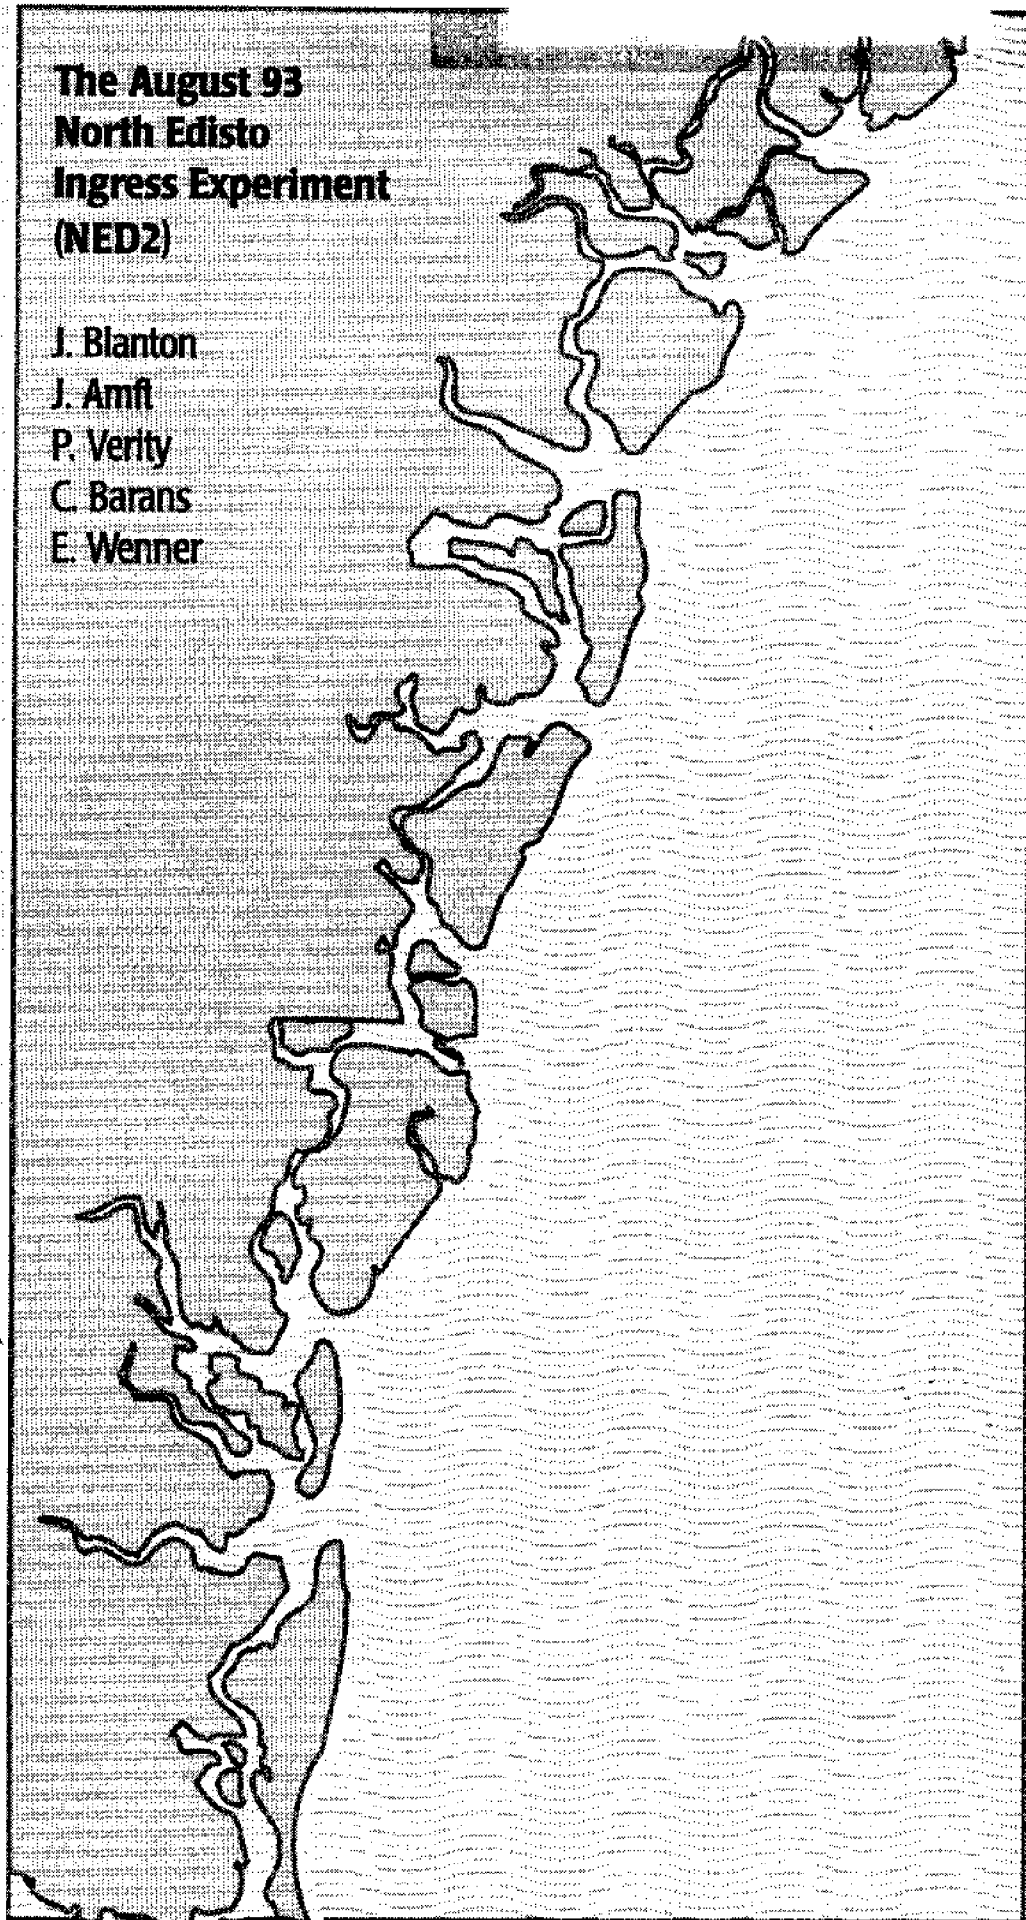 The August 93
North Edisto
Ingress Experiment
(NED2)
J. Blanton
J. Amft
P. Verity
C. Barans
E. Wenner